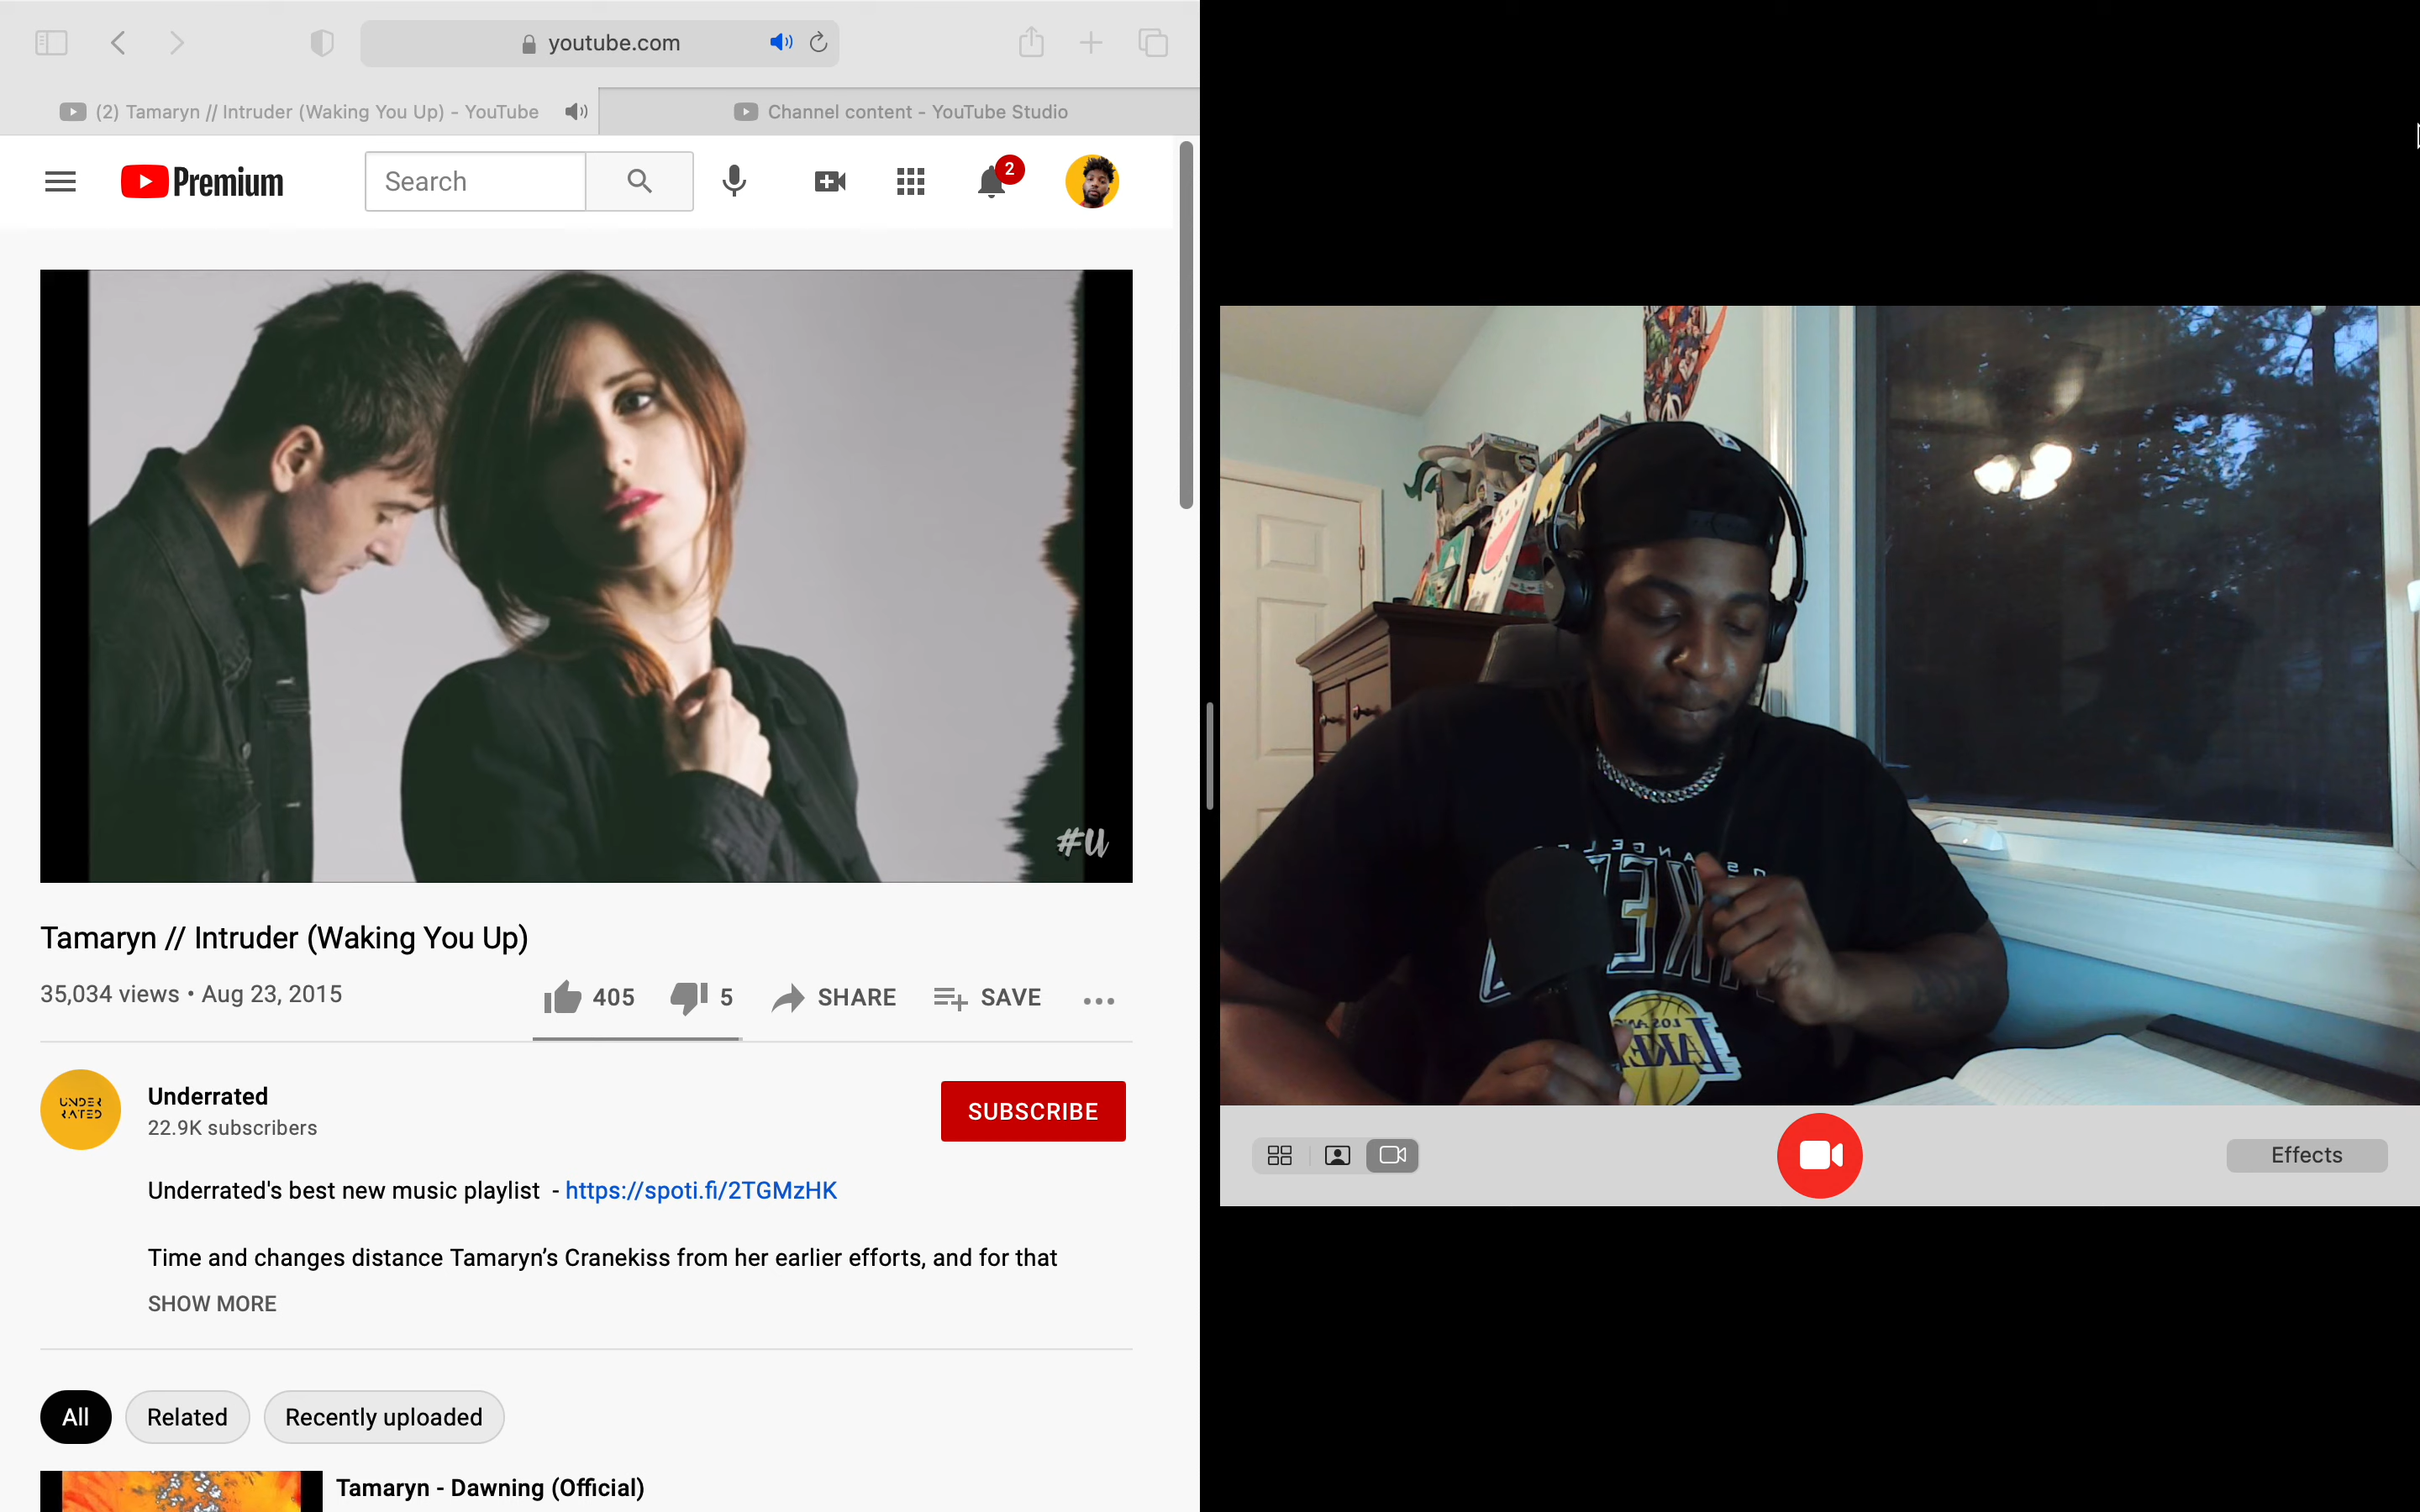 youtube.com
(2) Tamaryn // Intruder (Waking You Up) - YouTube
Channel content - YouTube Studio
Premium
Search
2
#U
Tamaryn // Intruder (Waking You Up)
35,034 views • Aug 23, 2015
405
5
SHARE
SAVE
UNDER
RATED
Underrated
22.9K subscribers
SUBSCRIBE
Underrated's best new music playlist - https://spoti.fi/2TGMzHK
Time and changes distance Tamaryn’s Cranekiss from her earlier efforts, and for that
SHOW MORE
All
Related
Recently uploaded
Tamaryn - Dawning (Official)
Effects